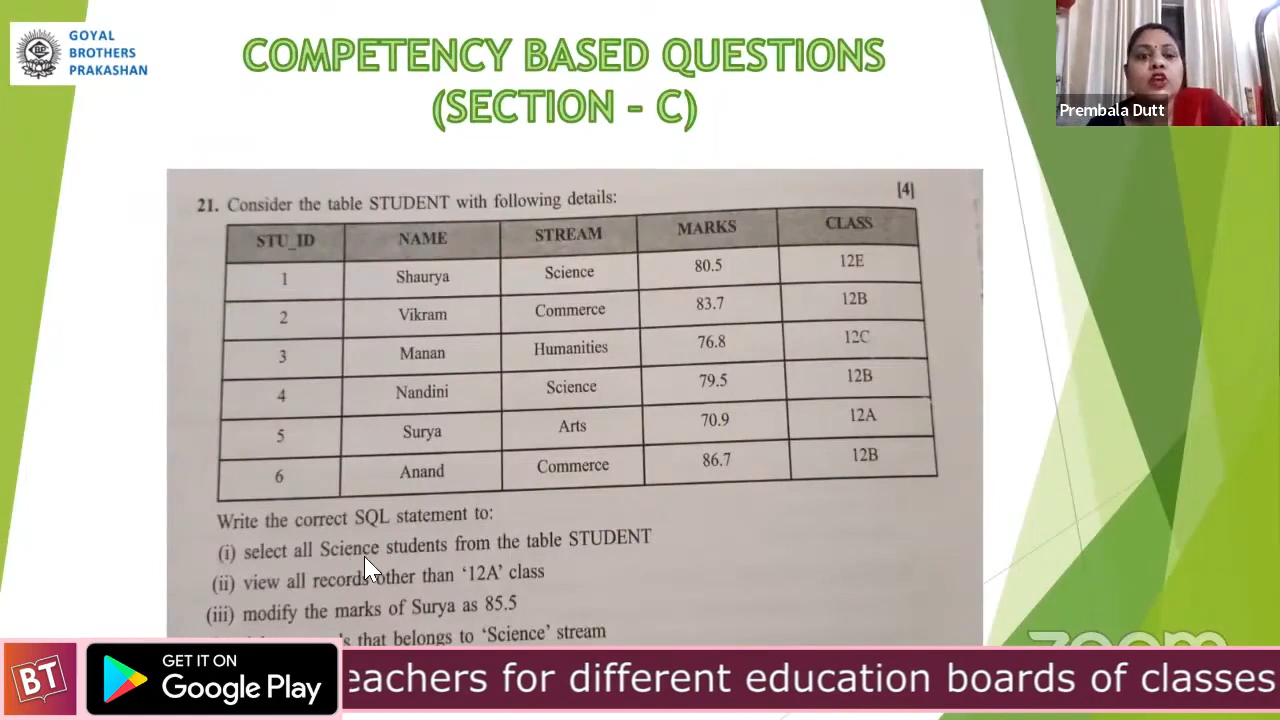 GOYAL
BROTHERS
PRAKASHAN
COMPETENCY BASED QUESTIONS
(SECTION - C)
Prembala Dutt
[4]
21. Consider the table STUDENT with following details:
STU_ID NAME STREAM MARKS CLASS
1 Shaurya Science 80.5 12E
2 Vikram Commerce 83.7 12B
3 Manan Humanities 76.8 12C
4 Nandini Science 79.5 12B
5 Surya Arts 70.9 12A
6 Anand Commerce 86.7 12B
Write the correct SQL statement to:
(i) select all Science students from the table STUDENT
(ii) view all records other than ‘12A’ class
(iii) modify the marks of Surya as 85.5
that belongs to ‘Science’ stream
zoom
BT
GET IT ON
Google Play
eachers for different education boards of classes